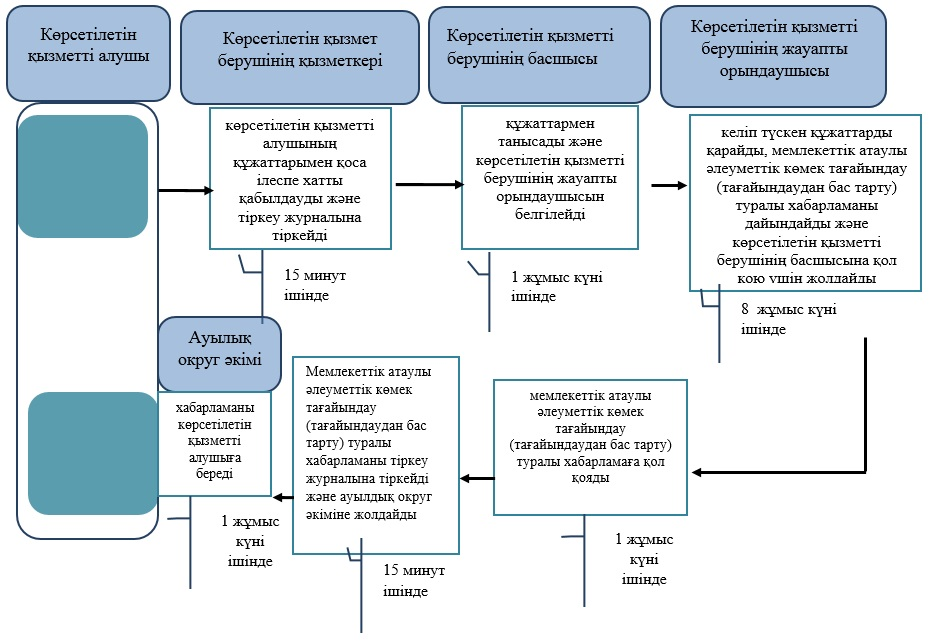 Көрсетілетін
қызметті алушы
Көрсетілетін қызмет
берушінің қызметкері
Көрсетілетін қызметті
берушінің басшысы
Көрсетілетін қызметті
берушінің жауапты
орындаушысы
көрсетілетін қызметті
алушының
құжаттарымен қоса
ілеспе хатты
қабылдауды және
тіркеу журналына
тіркейді
15 минут
ішінде
құжаттармен
танысады және
көрсетілетін қызметті
берушінің жауапты
орындаушысын
белгілейді
1 жұмыс күні
ішінде
келіп түскен құжаттарды
қарайды, мемлекеттік атаулы
әлеуметтік көмек тағайындау
(тағайындаудан бас тарту)
туралы хабарламаны
дайындайды және
көрсетілетін қызметті
берушінің басшысына қол
қою үшін жолдайды
8 жұмыс күні
ішінде
мемлекеттік атаулы
әлеуметтік көмек
тағайындау
(тағайындаудан бас тарту)
туралы хабарламаға қол
қояды
1 жұмыс
күні
ішінде
Мемлекеттік атаулы
әлеуметтік көмек
тағайындау
(тағайындаудан бас
тарту) туралы
хабарламаны тіркеу
журналына тіркейді
және ауылдық округ
әкіміне жолдайды
15 минут
ішінде
Ауылық
округ әкімі
хабарламаны
көрсетілетін
қызметті
алушыға
береді
1 жұмыс
күні
ішінде